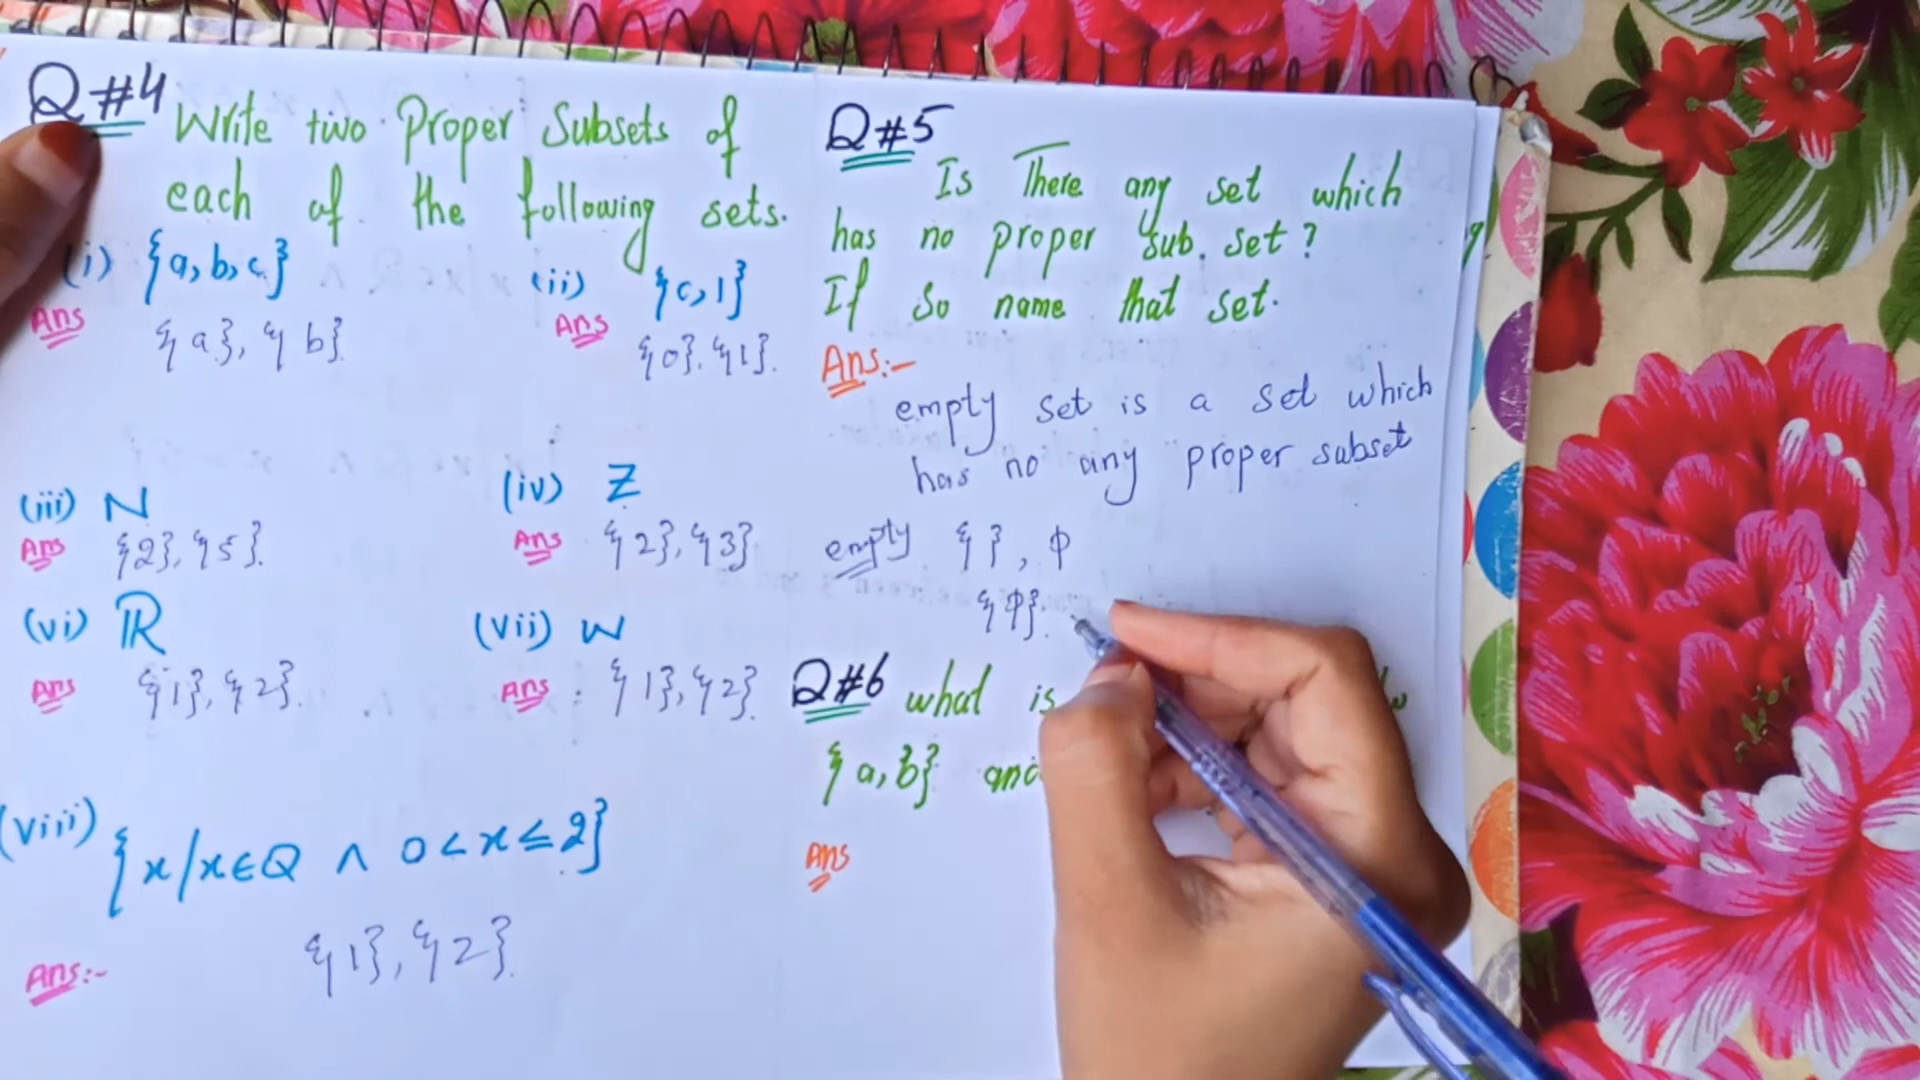 Q#4 Write two Proper Subsets of
each of the following sets.
(i) {a, b, c}
Ans {a}, {b}.
(ii) {c, 1}
Ans {0}. {1}.
(iii) N
Ans {2}, {5}.
(iv) Z
Ans {2}, {3}.
(vi) R
Ans {1}, {2}.
(vii) W
Ans : {1}, {2}.
(viii) {x/x∈Q ∧ 0<x≤2}
Ans:- {1}, {2}.
Q#5
Is There any set which
has no proper sub. set?
If so name that set.
Ans:-
empty set is a set which
has no any proper subset
empty { }, Φ
{Φ}.
Q#6 what is
{a, b} and
Ans